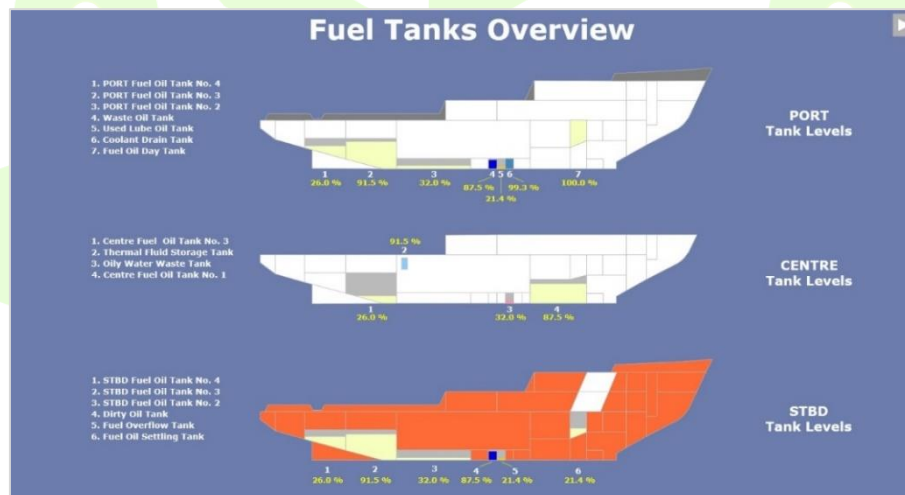 Fuel Tanks Overview
1. PORT Fuel Oil Tank No. 4
2. PORT Fuel Oil Tank No. 3
3. PORT Fuel Oil Tank No. 2
4. Waste Oil Tank
5. Used Lube Oil Tank
6. Coolant Drain Tank
7. Fuel Oil Day Tank
PORT
Tank Levels
1 2 3 4 5 6 7
26.0 % 91.5 % 32.0 % 87.5 % 99.3 % 100.0 %
21.4 %
1. Centre Fuel Oil Tank No. 3
2. Thermal Fluid Storage Tank
3. Oily Water Waste Tank
4. Centre Fuel Oil Tank No. 1
91.5 %
2
CENTRE
Tank Levels
1 3 4
26.0 % 32.0 % 87.5 %
1. STBD Fuel Oil Tank No. 4
2. STBD Fuel Oil Tank No. 3
3. STBD Fuel Oil Tank No. 2
4. Dirty Oil Tank
5. Fuel Overflow Tank
6. Fuel Oil Settling Tank
STBD
Tank Levels
1 2 3 4 5 6
26.0 % 91.5 % 32.0 % 87.5 % 21.4 % 21.4 %